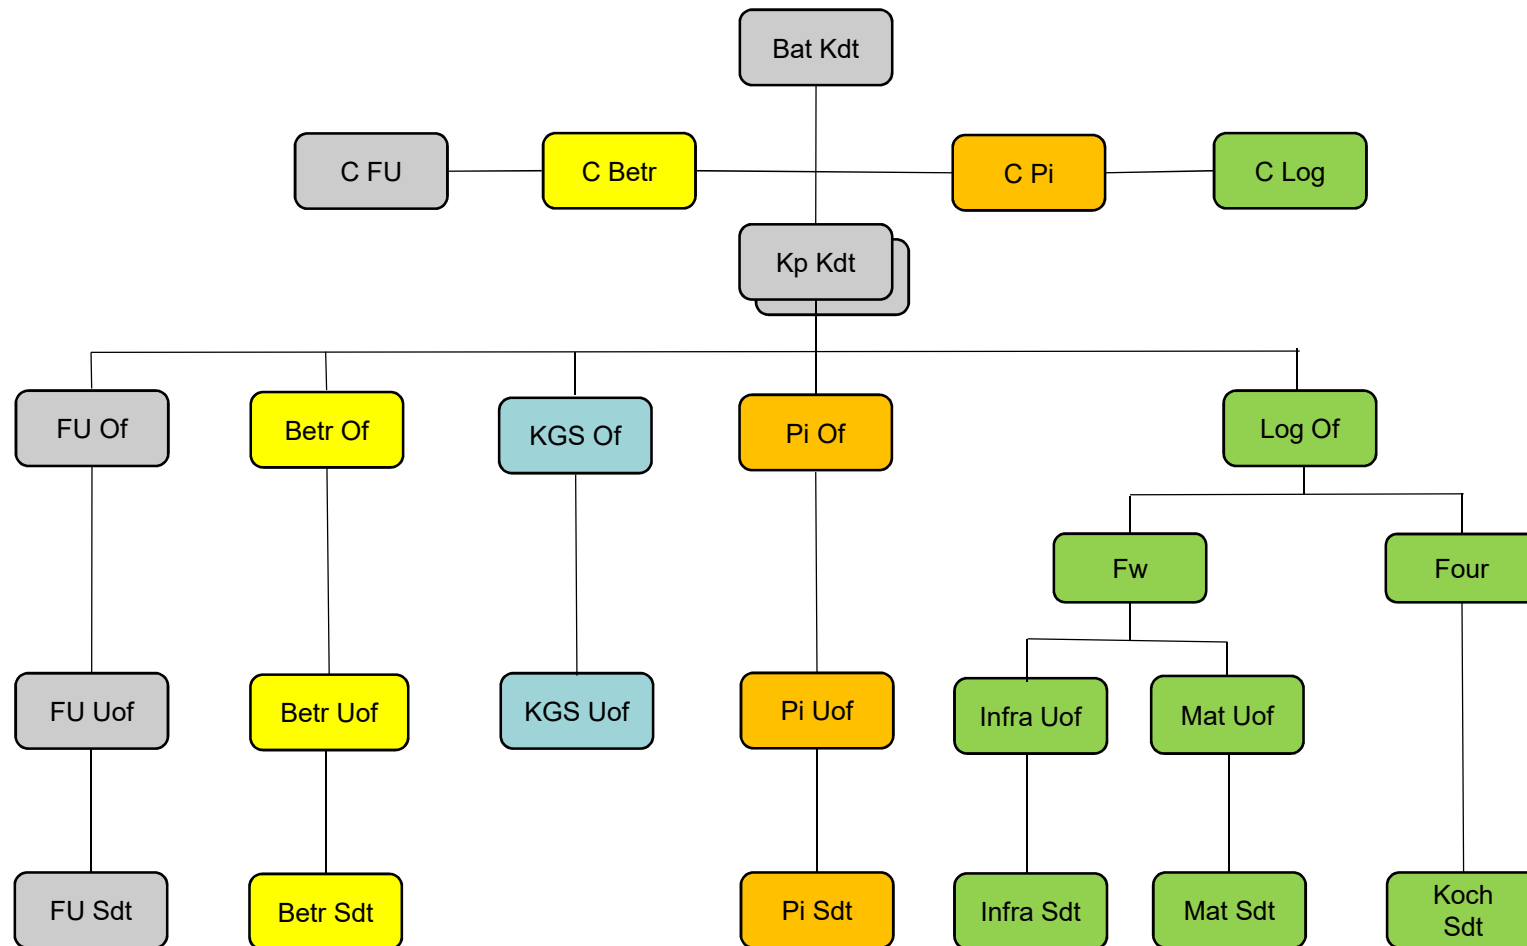 Bat Kdt
C FU
C Betr
C Pi
C Log
Kp Kdt
FU Of
Betr Of
KGS Of
Pi Of
Log Of
Fw
Four
FU Uof
Betr Uof
KGS Uof
Pi Uof
Infra Uof
Mat Uof
FU Sdt
Betr Sdt
Pi Sdt
Infra Sdt
Mat Sdt
Koch
Sdt